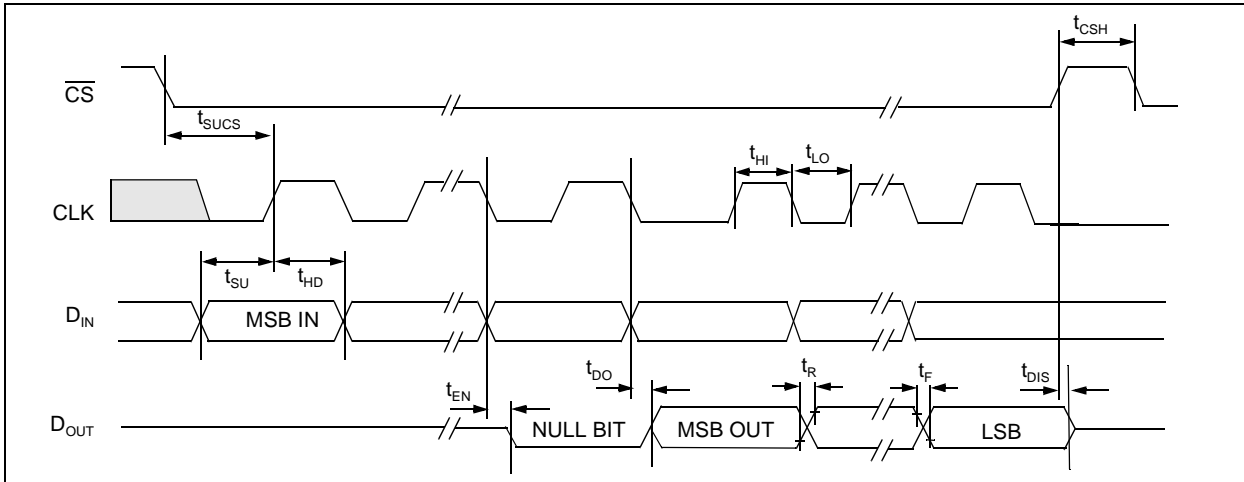 tCSH
CS
tSUCS
tHI
tLO
CLK
tSU
tHD
DIN
MSB IN
tEN
tDO
tR
tF
tDIS
DOUT
NULL BIT
MSB OUT
LSB